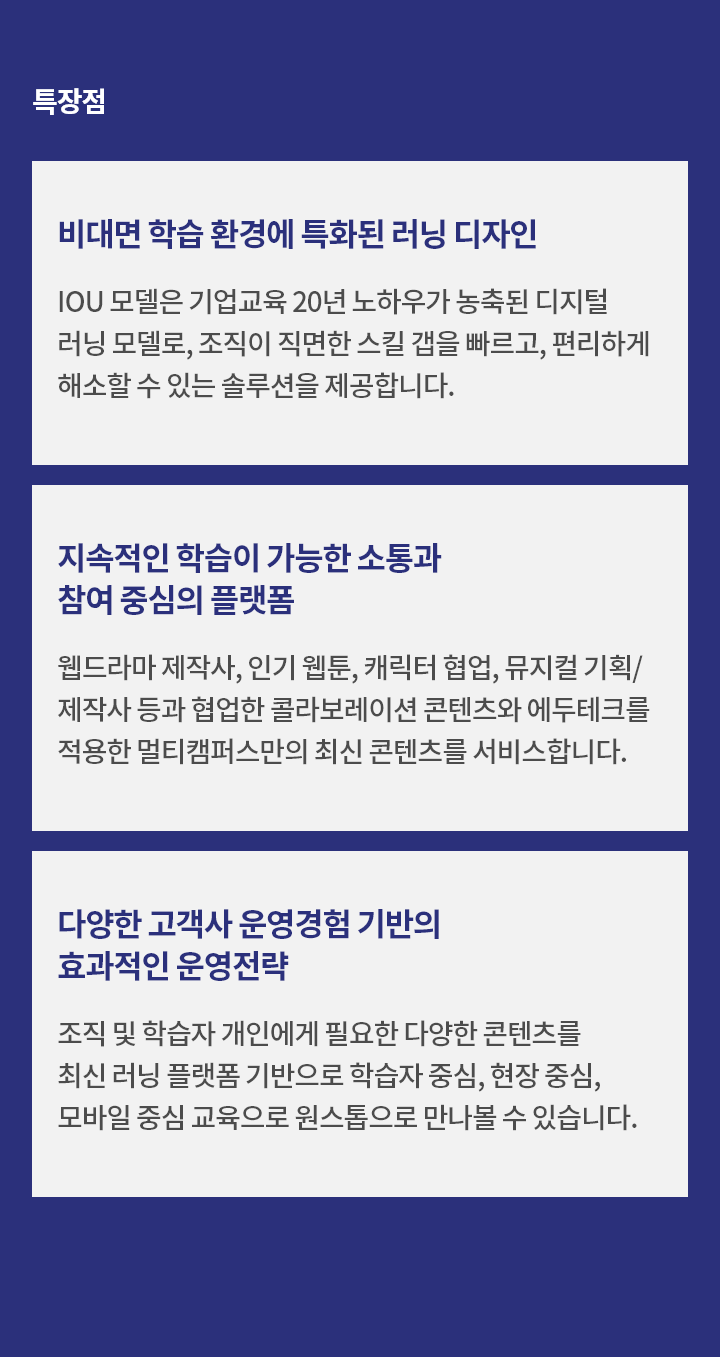 특장점
비대면 학습 환경에 특화된 러닝 디자인
IOU 모델은 기업교육 20년 노하우가 농축된 디지털
러닝 모델로, 조직이 직면한 스킬 갭을 빠르고, 편리하게
해소할 수 있는 솔루션을 제공합니다.
지속적인 학습이 가능한 소통과
참여 중심의 플랫폼
웹드라마 제작사, 인기 웹툰, 캐릭터 협업, 뮤지컬 기획/
제작사 등과 협업한 콜라보레이션 콘텐츠와 에두테크를
적용한 멀티캠퍼스만의 최신 콘텐츠를 서비스합니다.
다양한 고객사 운영경험 기반의
효과적인 운영전략
조직 및 학습자 개인에게 필요한 다양한 콘텐츠를
최신 러닝 플랫폼 기반으로 학습자 중심, 현장 중심,
모바일 중심 교육으로 원스톱으로 만나볼 수 있습니다.